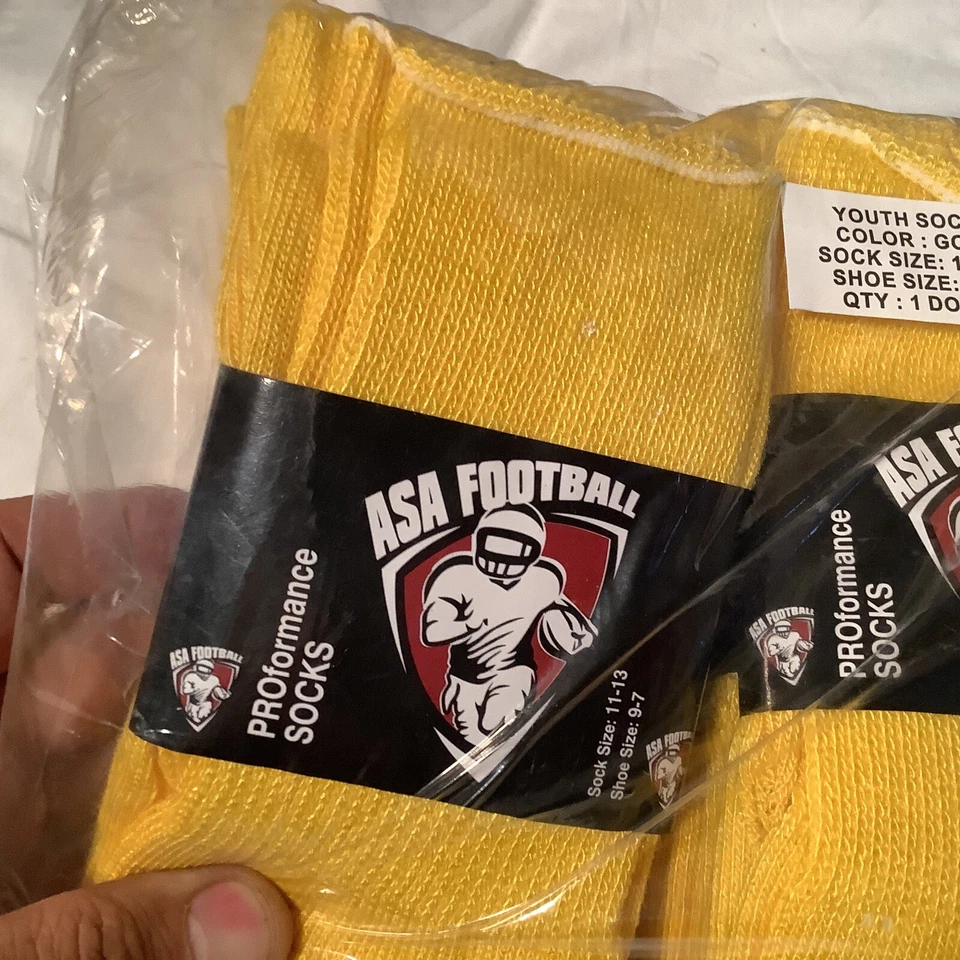 YOUTH SOC
COLOR : GO
SOCK SIZE: 1
SHOE SIZE:
QTY : 1 DO
ASA FOOTBALL
PROformance
SOCKS
ASA FOOTBALL
Sock Size: 11-13
Shoe Size: 9-7
ASA FOOTBALL
ASA FOOTBALL
PROformance
SOCKS
ASA FO